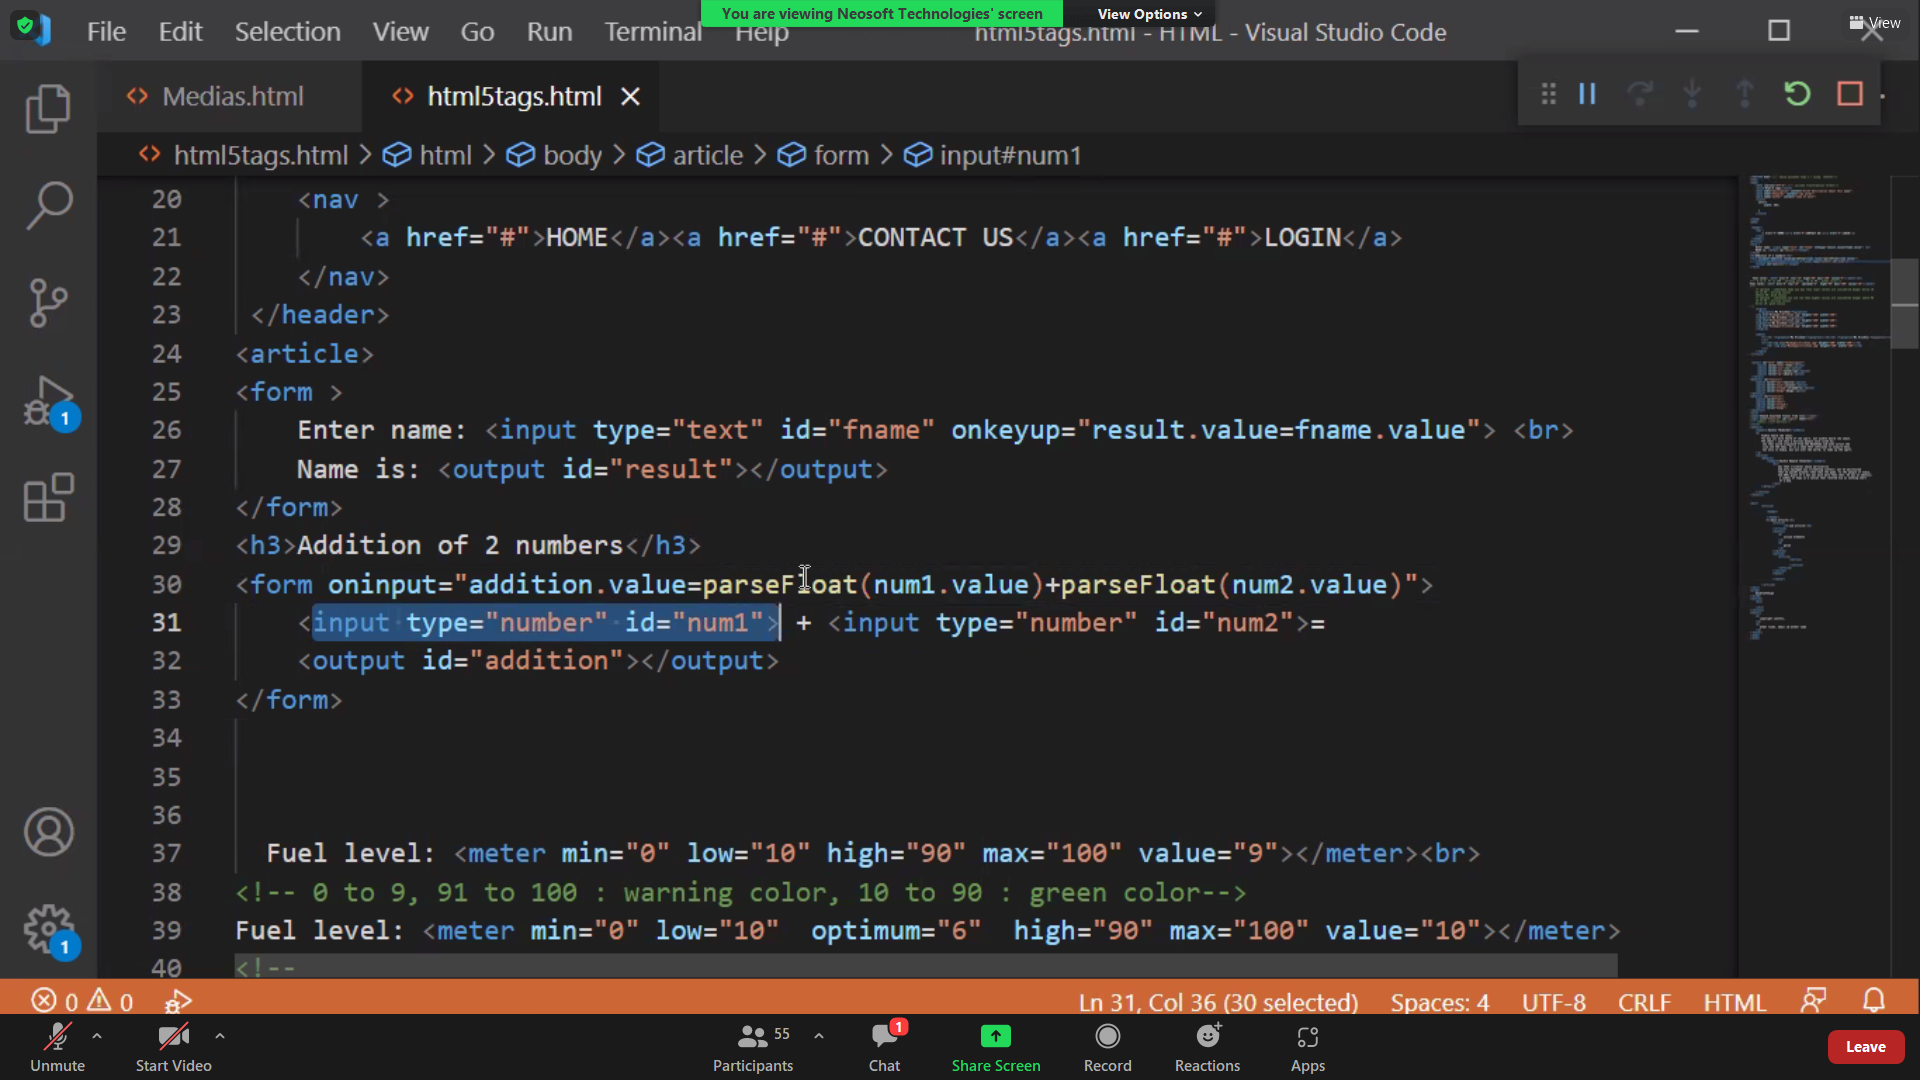 You are viewing Neosoft Technologies' screen
View Options
View
File Edit Selection View Go Run Terminal Help
html5tags.html - HTML - Visual Studio Code
Medias.html
html5tags.html
html5tags.html > html > body > article > form > input#num1
20 <nav >
21 <a href="#">HOME</a><a href="#">CONTACT US</a><a href="#">LOGIN</a>
22 </nav>
23 </header>
24 <article>
25 <form >
26 Enter name: <input type="text" id="fname" onkeyup="result.value=fname.value"> <br>
27 Name is: <output id="result"></output>
28 </form>
29 <h3>Addition of 2 numbers</h3>
30 <form oninput="addition.value=parseFloat(num1.value)+parseFloat(num2.value)">
31 <input type="number" id="num1"> + <input type="number" id="num2">=
32 <output id="addition"></output>
33 </form>
34
35
36
37 Fuel level: <meter min="0" low="10" high="90" max="100" value="9"></meter><br>
38 <!-- 0 to 9, 91 to 100 : warning color, 10 to 90 : green color-->
39 Fuel level: <meter min="0" low="10" optimum="6" high="90" max="100" value="10"></meter>
40 <!--
1
1
0 0
Ln 31, Col 36 (30 selected) Spaces: 4 UTF-8 CRLF HTML
Unmute
Start Video
55
Participants
1
Chat
Share Screen
Record
Reactions
Apps
Leave